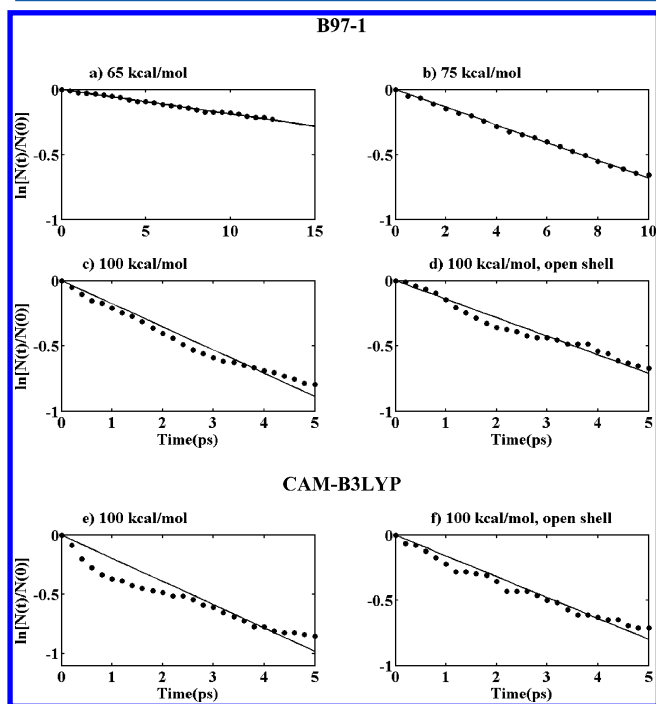 B97-1
a) 65 kcal/mol
b) 75 kcal/mol
ln[N(t)/N(0)]
0
-0.5
-1
0 5 10 15
0
-0.5
-1
0 2 4 6 8 10
c) 100 kcal/mol
d) 100 kcal/mol, open shell
ln[N(t)/N(0)]
0
-0.5
-1
0 1 2 3 4 5
Time(ps)
0
-0.5
-1
0 1 2 3 4 5
Time(ps)
CAM-B3LYP
e) 100 kcal/mol
f) 100 kcal/mol, open shell
ln[N(t)/N(0)]
0
-0.5
-1
0 1 2 3 4 5
Time(ps)
0
-0.5
-1
0 1 2 3 4 5
Time(ps)